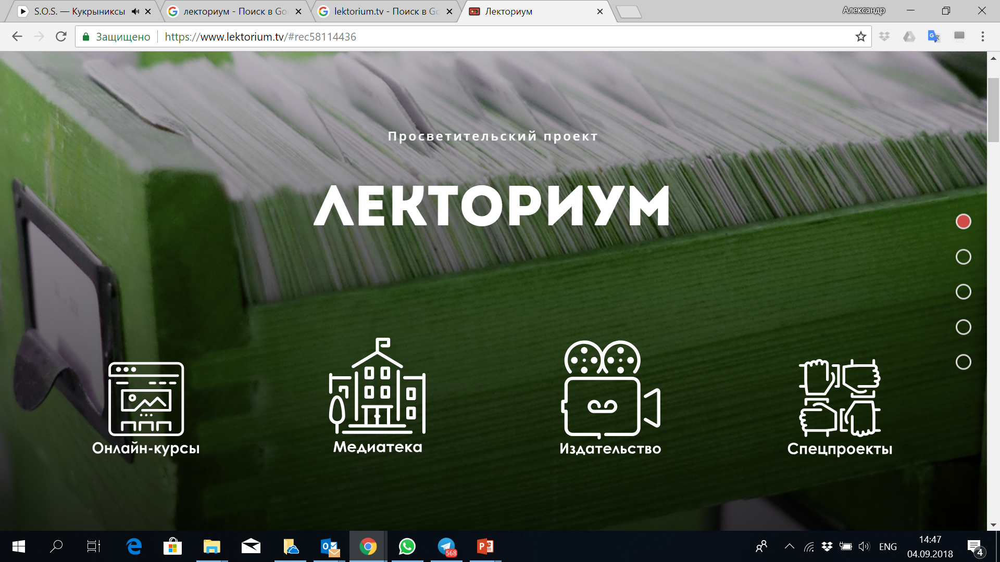 S.O.S. — Кукрыниксы
лекториум - Поиск в Go
lektorium.tv - Поиск в Go
Лекториум
Александр
Защищено
https://www.lektorium.tv/#rec58114436
Просветительский проект
ЛЕКТОРИУМ
Онлайн-курсы
Медиатека
Издательство
Спецпроекты
568
ENG
14:47
04.09.2018
4